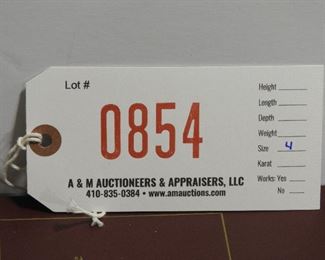 Lot #
0854
Height
Length
Depth
Weight
Size 4
Karat
Works: Yes
No
A & M AUCTIONEERS & APPRAISERS, LLC
410-835-0384 • www.amauctions.com